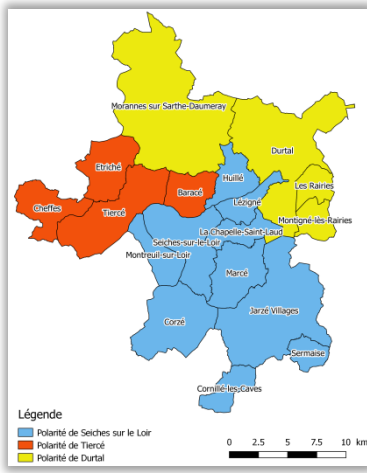 Morannes sur Sarthe-Daumeray
Durtal
Etriché
Huillé
Les Rairies
Baracé
Lézigné
Cheffes
Tiercé
Montigné-lès-Rairies
La Chapelle-Saint-Laud
Seiches-sur-le-Loir
Montreuil-sur-Loir
Marcé
Jarzé Villages
Corzé
Sermaise
Cornillé-les-Caves
Légende
Polarité de Seiches sur le Loir
Polarité de Tiercé
Polarité de Durtal
0 2.5 5 7.5 10 km